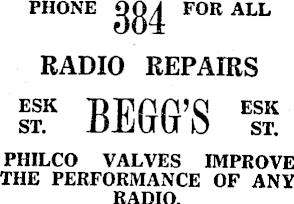 PHONE 384 FOR ALL
RADIO REPAIRS
ESK ST. BEGG'S ESK ST.
PHILCO VALVES IMPROVE
THE PERFORMANCE OF ANY
RADIO.